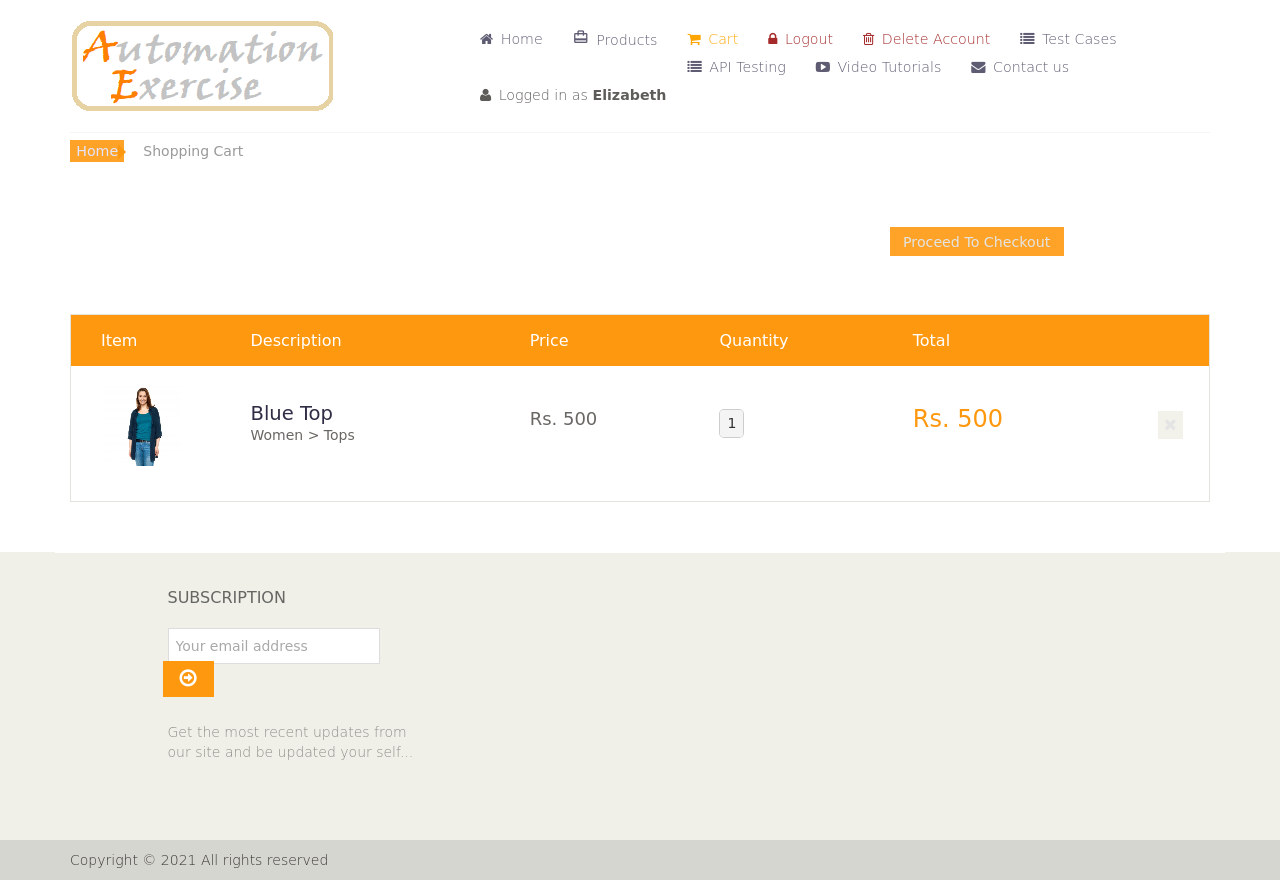 Automation
Exercise
Home
Products
Cart
Logout
Delete Account
Test Cases
API Testing
Video Tutorials
Contact us
Logged in as Elizabeth
Home
Shopping Cart
Proceed To Checkout
Item Description Price Quantity Total
Blue Top
Women > Tops
Rs. 500
1
Rs. 500
SUBSCRIPTION
Your email address
Get the most recent updates from
our site and be updated your self...
Copyright © 2021 All rights reserved